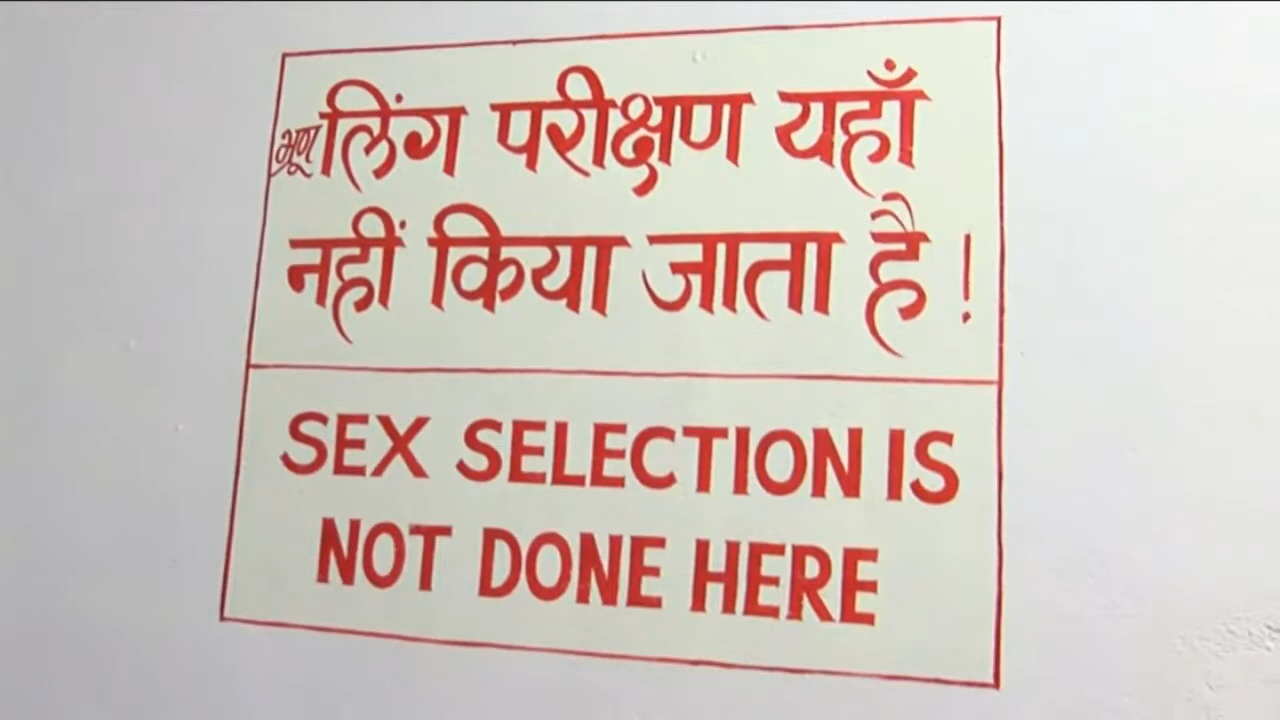 भ्रूण लिंग परीक्षण यहाँ
नहीं किया जाता है !
SEX SELECTION IS
NOT DONE HERE